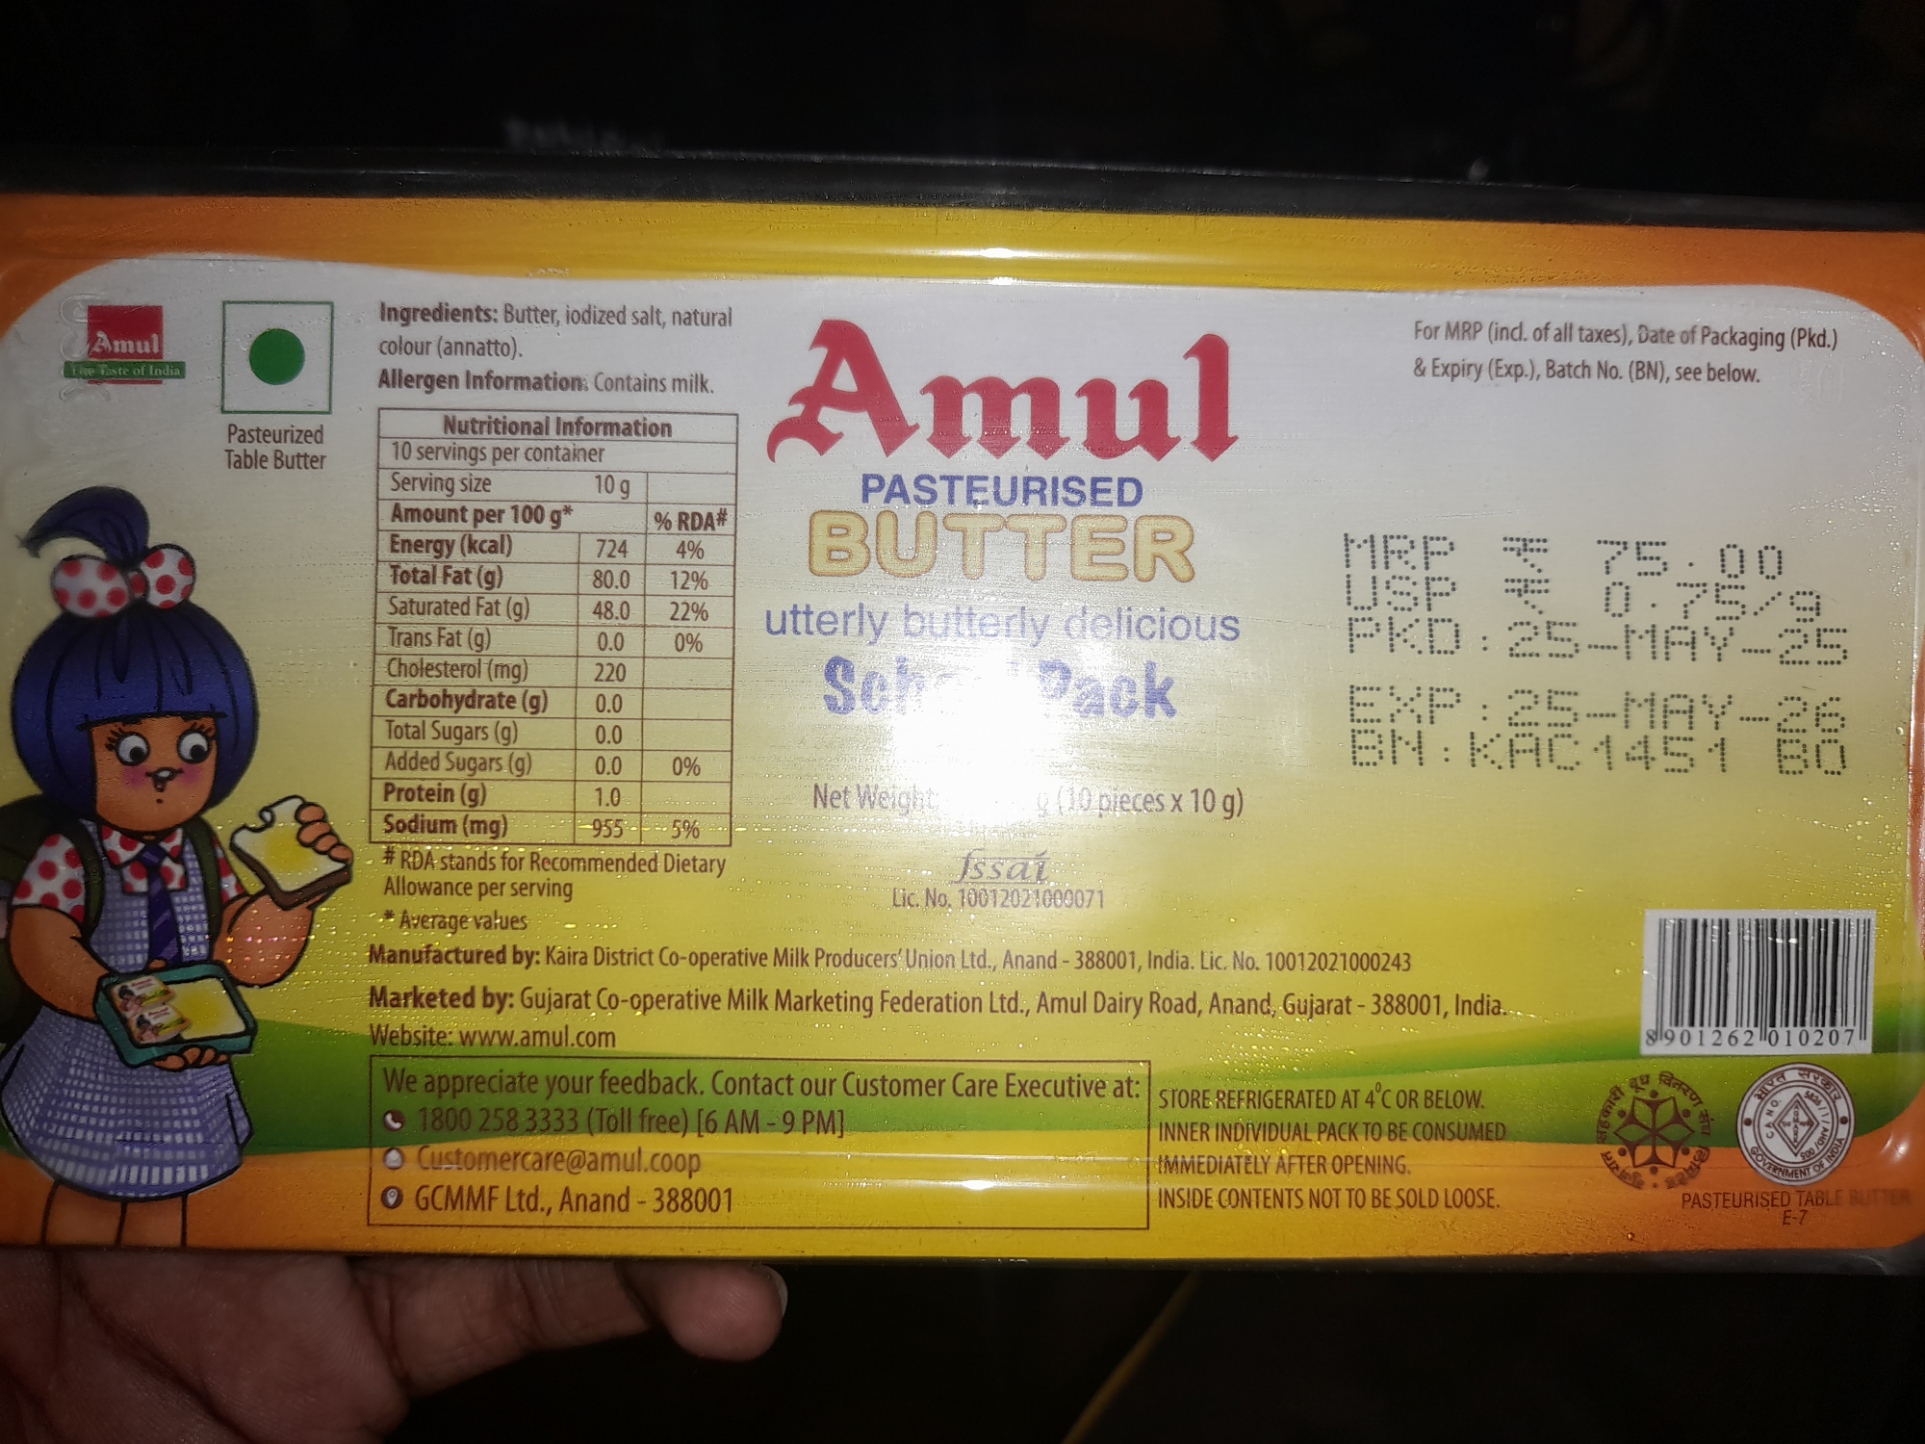 Amul
The Taste of India
Pasteurized
Table Butter
Ingredients: Butter, iodized salt, natural
colour (annatto).
Allergen Information: Contains milk.
Nutritional Information
10 servings per container
Serving size 10 g
Amount per 100 g* % RDA#
Energy (kcal) 724 4%
Total Fat (g) 80.0 12%
Saturated Fat (g) 48.0 22%
Trans Fat (g) 0.0 0%
Cholesterol (mg) 220
Carbohydrate (g) 0.0
Total Sugars (g) 0.0
Added Sugars (g) 0.0 0%
Protein (g) 1.0
Sodium (mg) 955 5%
# RDA stands for Recommended Dietary
Allowance per serving
* Average values
Amul
PASTEURISED
BUTTER
utterly butterly delicious
Pack
Net Weight: g (10 pieces x 10 g)
fssai
Lic. No. 10012021000071
For MRP (incl. of all taxes), Date of Packaging (Pkd.)
& Expiry (Exp.), Batch No. (BN), see below.
MRP ₹ 75.00
USP ₹ 0.75/g
PKD:25-MAY-25
EXP:25-MAY-26
BN:KAC1451 BO
Manufactured by: Kaira District Co-operative Milk Producers' Union Ltd., Anand - 388001, India. Lic. No. 10012021000243
Marketed by: Gujarat Co-operative Milk Marketing Federation Ltd., Amul Dairy Road, Anand, Gujarat - 388001, India.
Website: www.amul.com
We appreciate your feedback. Contact our Customer Care Executive at:
1800 258 3333 (Toll free) [6 AM - 9 PM]
Customercare@amul.coop
GCMMF Ltd., Anand - 388001
STORE REFRIGERATED AT 4°C OR BELOW.
INNER INDIVIDUAL PACK TO BE CONSUMED
IMMEDIATELY AFTER OPENING.
INSIDE CONTENTS NOT TO BE SOLD LOOSE.
8 901262 010207
भारत सरकार
GOVERNMENT OF INDIA
PASTEURISED TABLE BUTTER
E-7